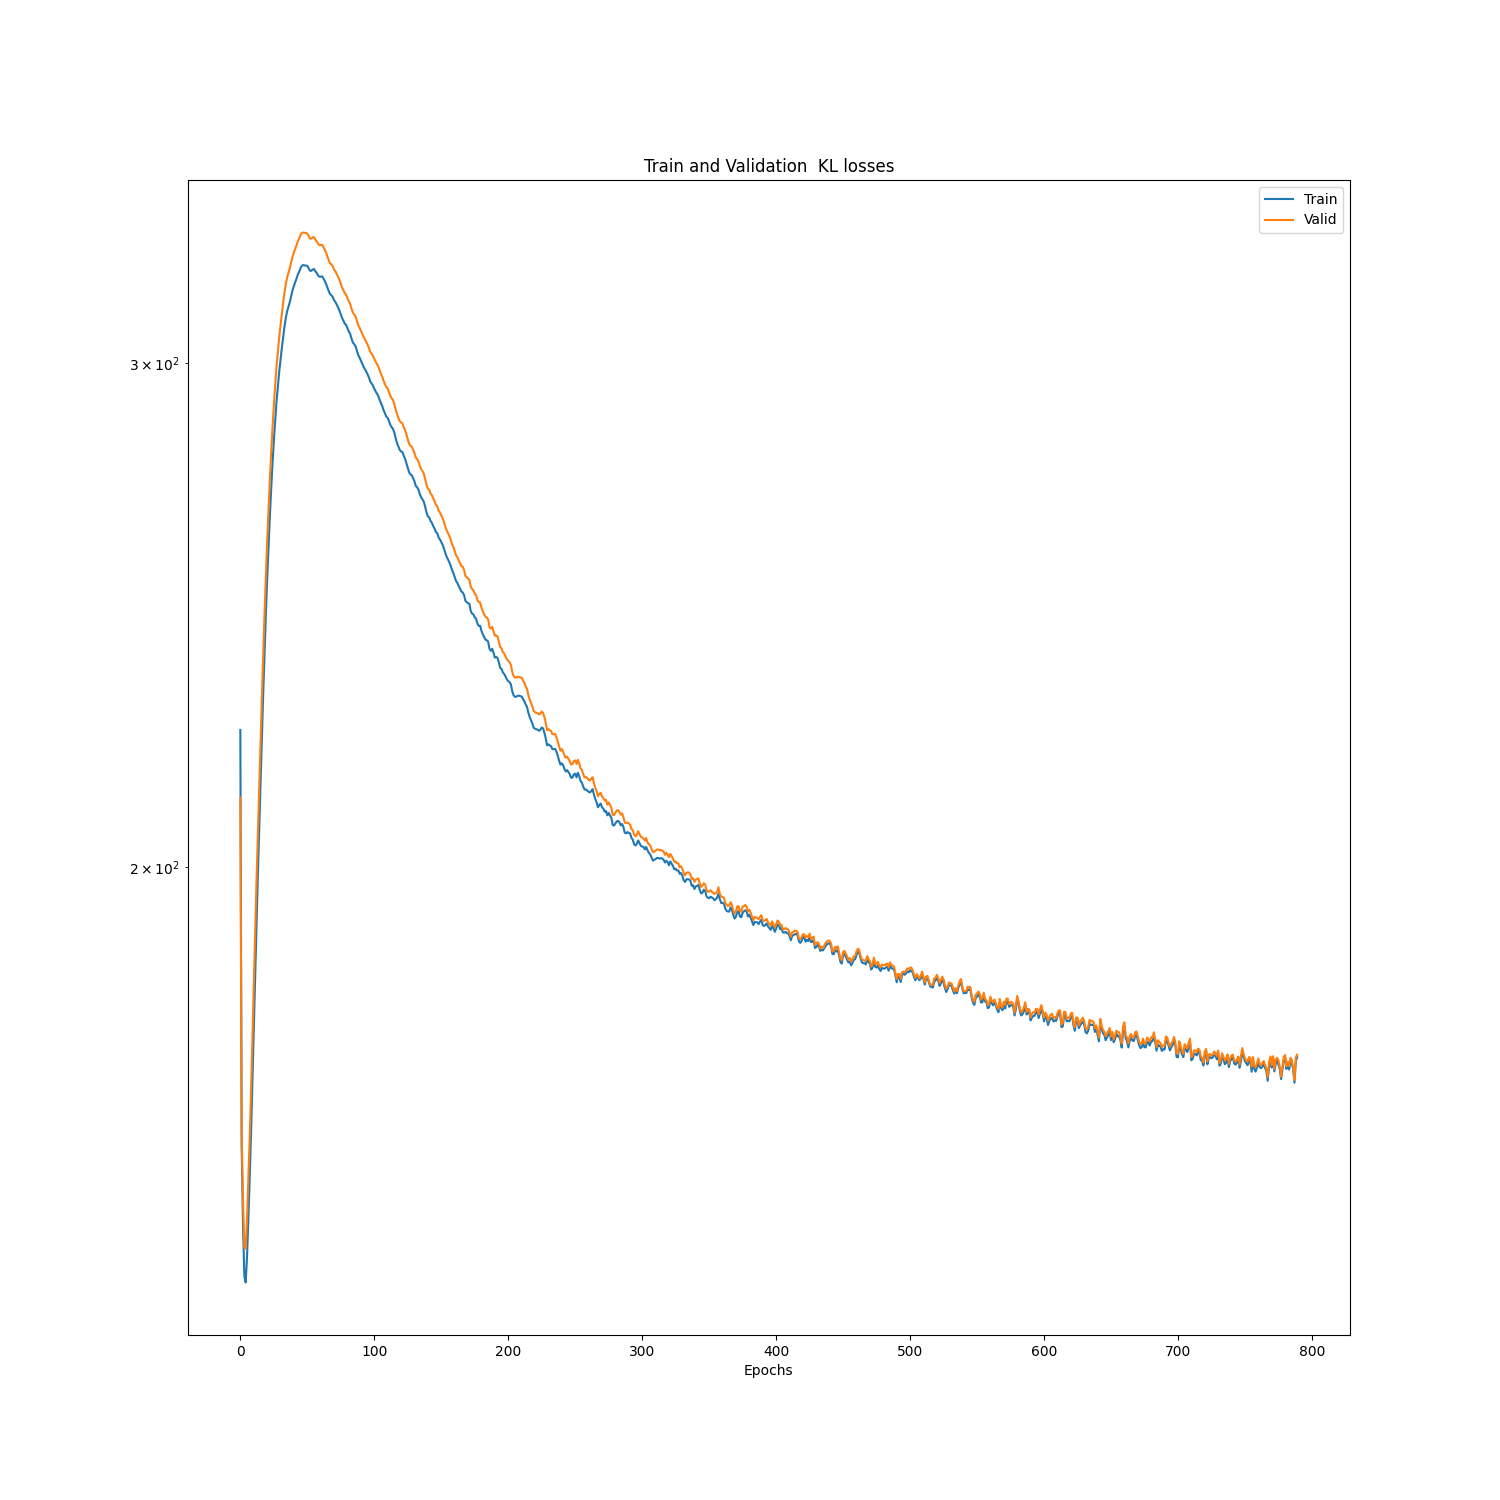 Train and Validation  KL losses
Train
Valid
3 × 10²
2 × 10²
0 100 200 300 400 500 600 700 800
Epochs